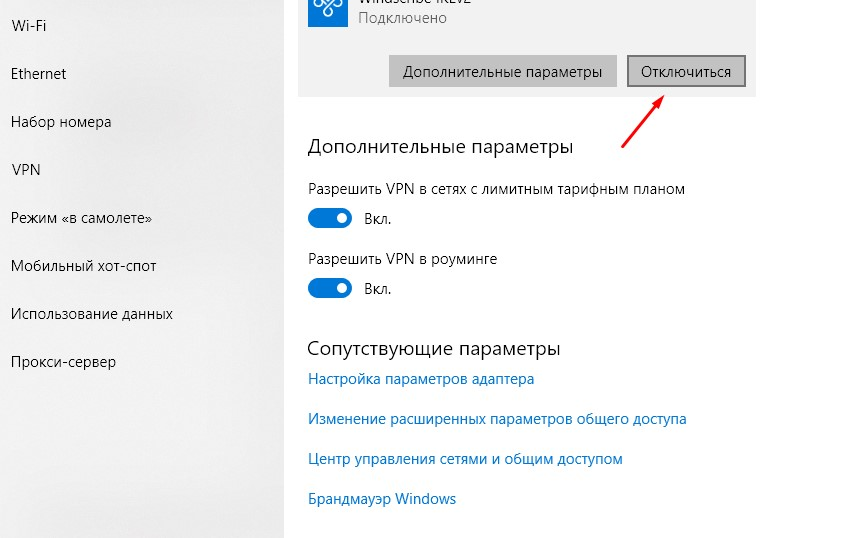 Wi-Fi
Ethernet
Набор номера
VPN
Режим «в самолете»
Мобильный хот-спот
Использование данных
Прокси-сервер
Windscribe IKEv2
Подключено
Дополнительные параметры
Отключиться
Дополнительные параметры
Разрешить VPN в сетях с лимитным тарифным планом
Вкл.
Разрешить VPN в роуминге
Вкл.
Сопутствующие параметры
Настройка параметров адаптера
Изменение расширенных параметров общего доступа
Центр управления сетями и общим доступом
Брандмауэр Windows